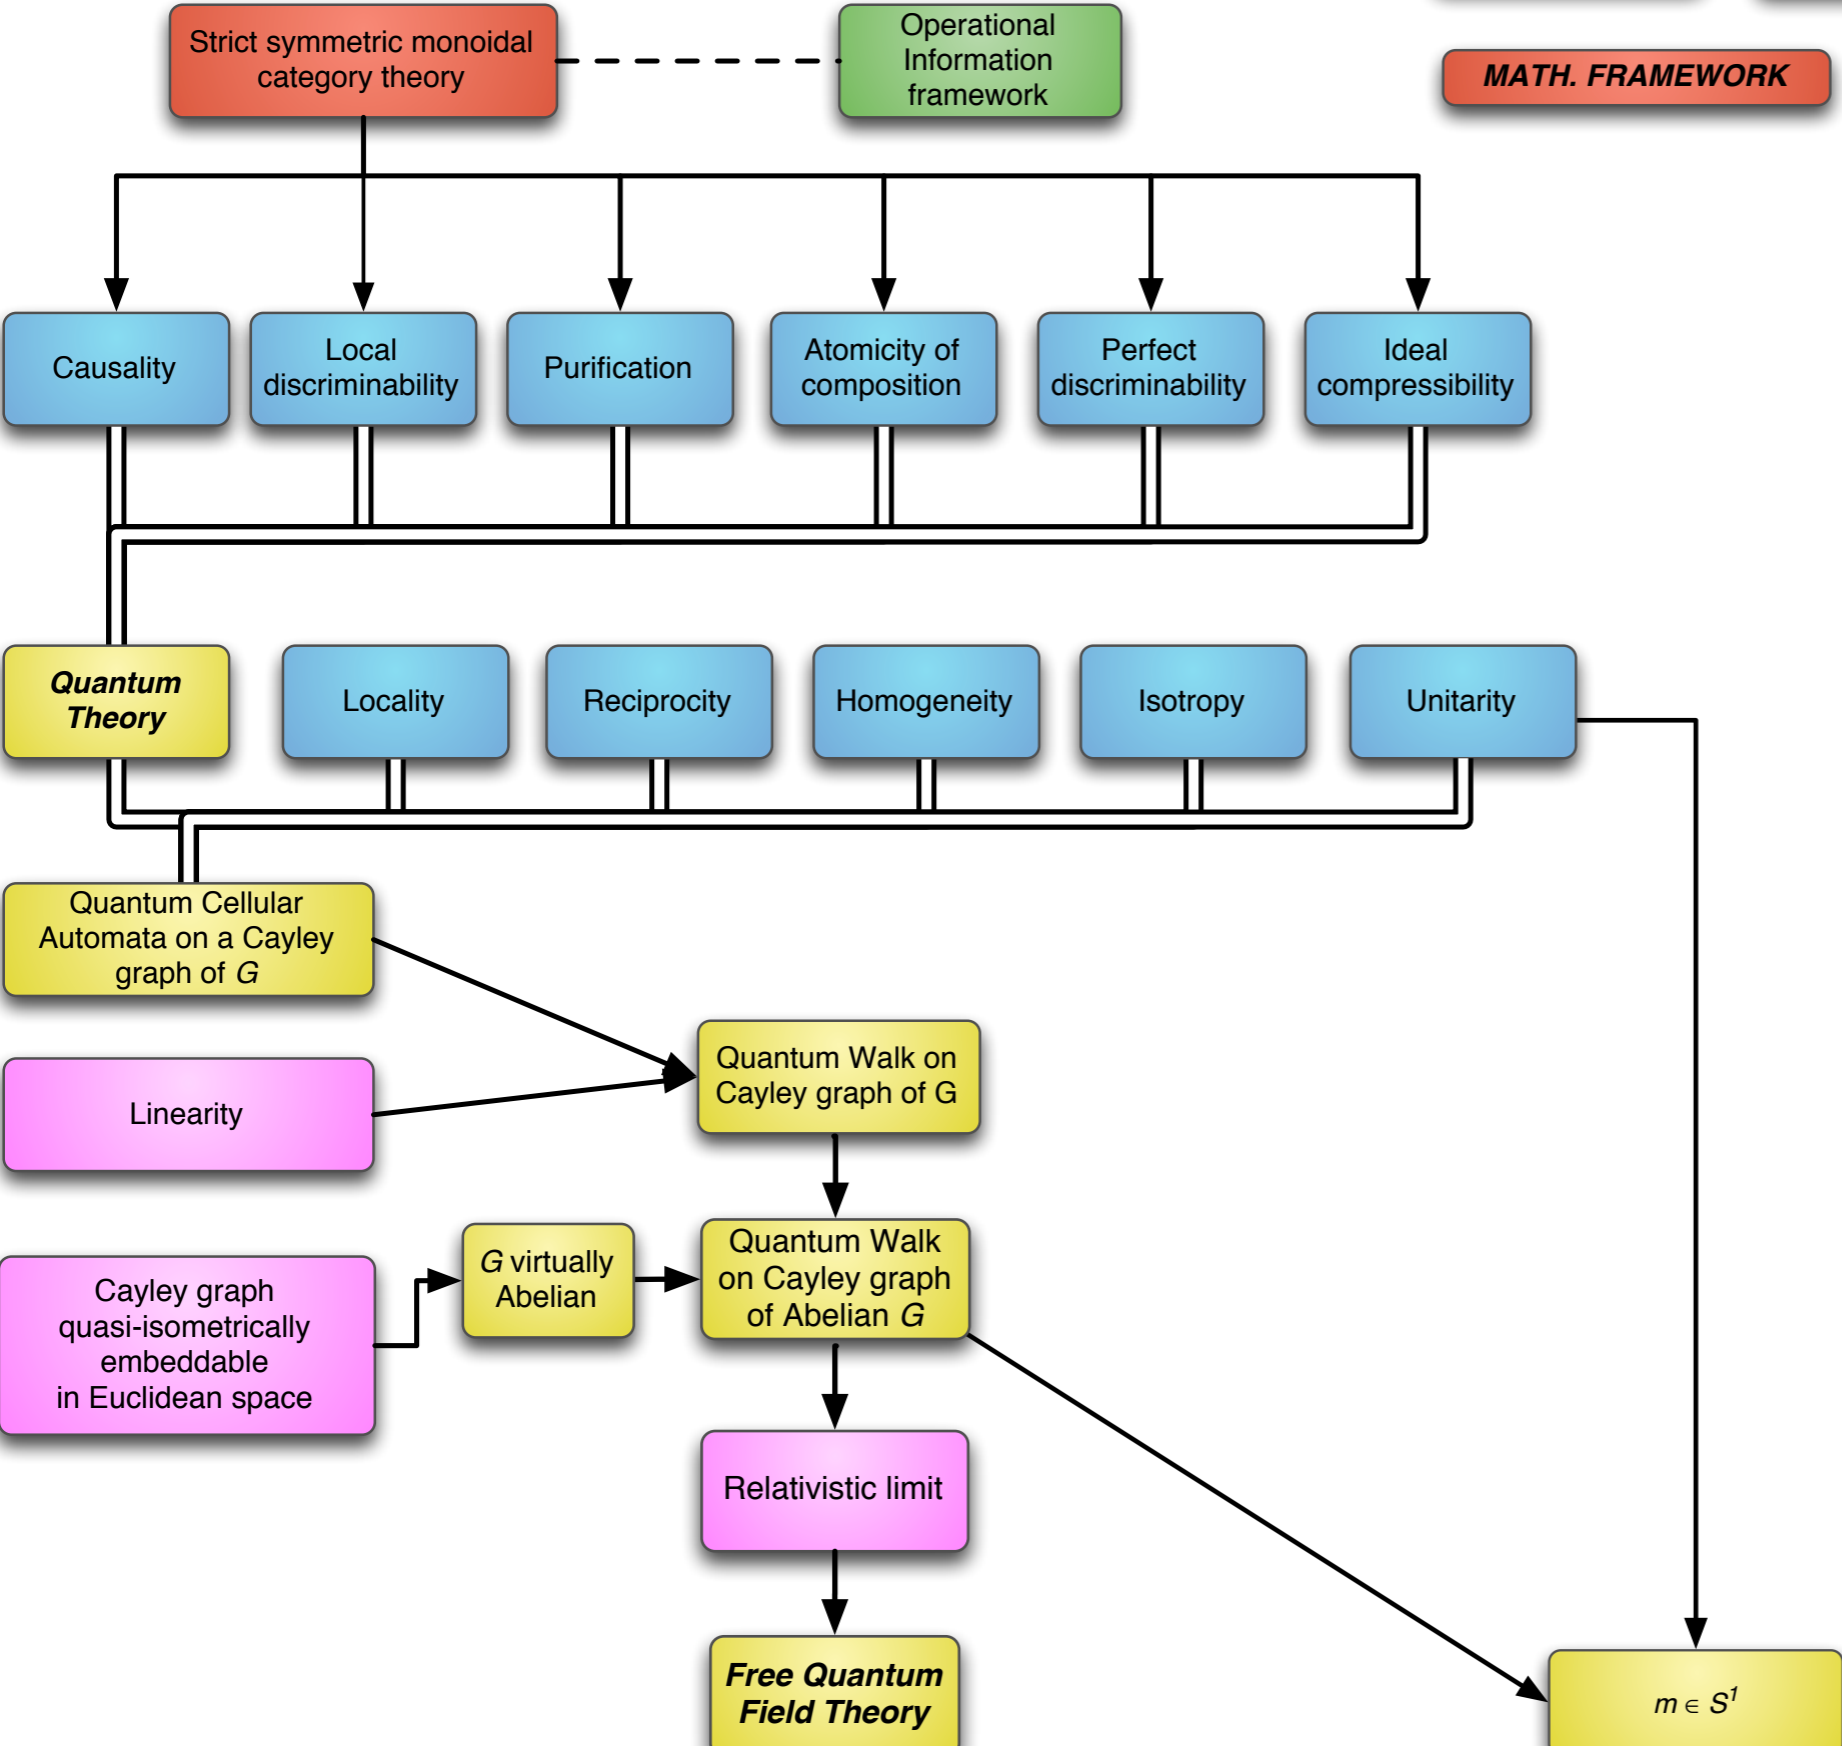 Strict symmetric monoidal
category theory
Operational
Information
framework
MATH. FRAMEWORK
Causality
Local
discriminability
Purification
Atomicity of
composition
Perfect
discriminability
Ideal
compressibility
Quantum
Theory
Locality
Reciprocity
Homogeneity
Isotropy
Unitarity
Quantum Cellular
Automata on a Cayley
graph of G
Linearity
Quantum Walk on
Cayley graph of G
Cayley graph
quasi-isometrically
embeddable
in Euclidean space
G virtually
Abelian
Quantum Walk
on Cayley graph
of Abelian G
Relativistic limit
Free Quantum
Field Theory
m ∈ S¹